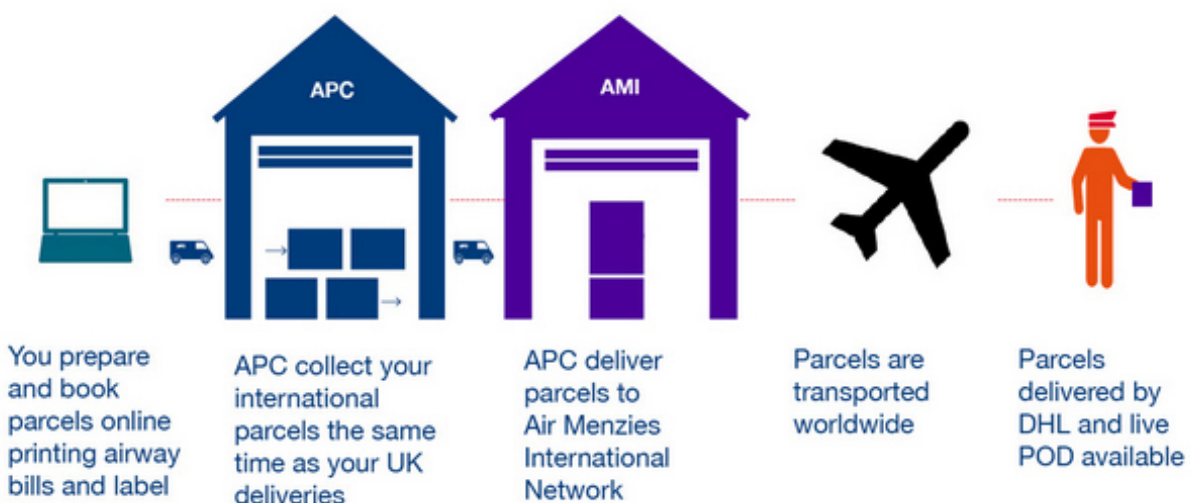 APC
AMI
You prepare
and book
parcels online
printing airway
bills and label
APC collect your
international
parcels the same
time as your UK
deliveries
APC deliver
parcels to
Air Menzies
International
Network
Parcels are
transported
worldwide
Parcels
delivered by
DHL and live
POD available